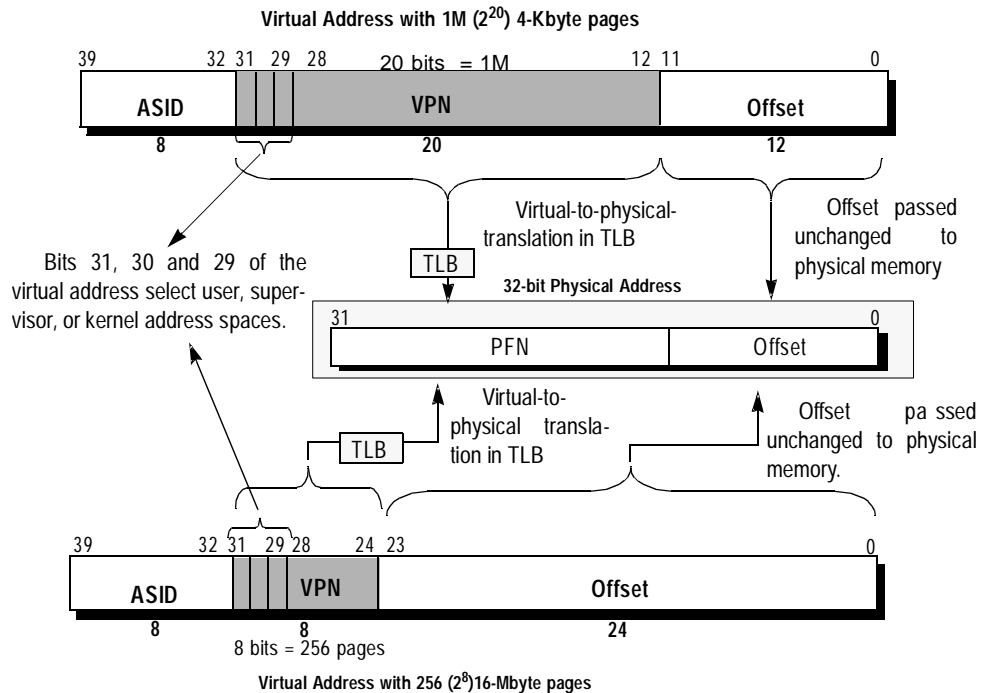 Virtual Address with 1M (2²⁰) 4-Kbyte pages
39 32 31 29 28 20 bits = 1M 12 11 0
ASID VPN Offset
8 20 12
Virtual-to-physical-
translation in TLB
Offset passed
unchanged to
physical memory
TLB
Bits 31, 30 and 29 of the
virtual address select user, super-
visor, or kernel address spaces.
32-bit Physical Address
31 0
PFN Offset
Virtual-to-
physical transla-
tion in TLB
TLB
Offset pa ssed
unchanged to physical
memory.
39 32 31 29 28 24 23 0
ASID VPN Offset
8 8 24
8 bits = 256 pages
Virtual Address with 256 (2⁸)16-Mbyte pages